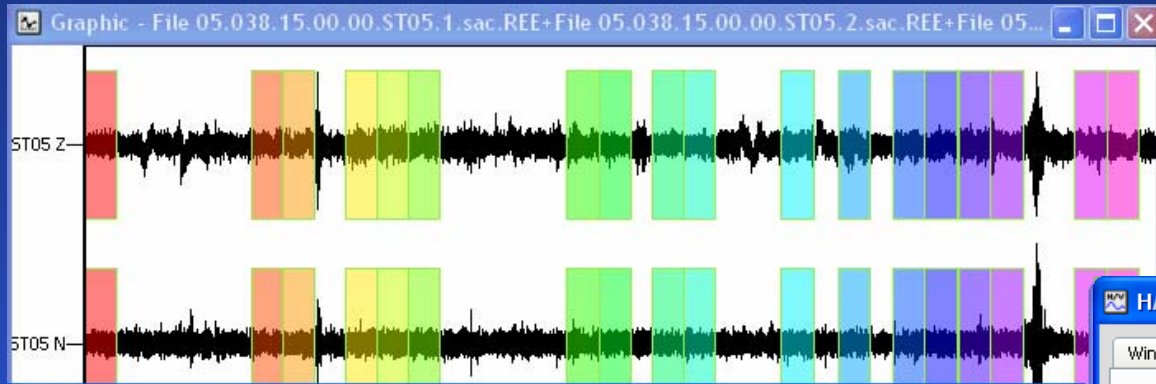 Graphic - File 05.038.15.00.00.ST05.1.sac.REE+File 05.038.15.00.00.ST05.2.sac.REE+File 05...
ST05 Z
ST05 N
H/V
Win